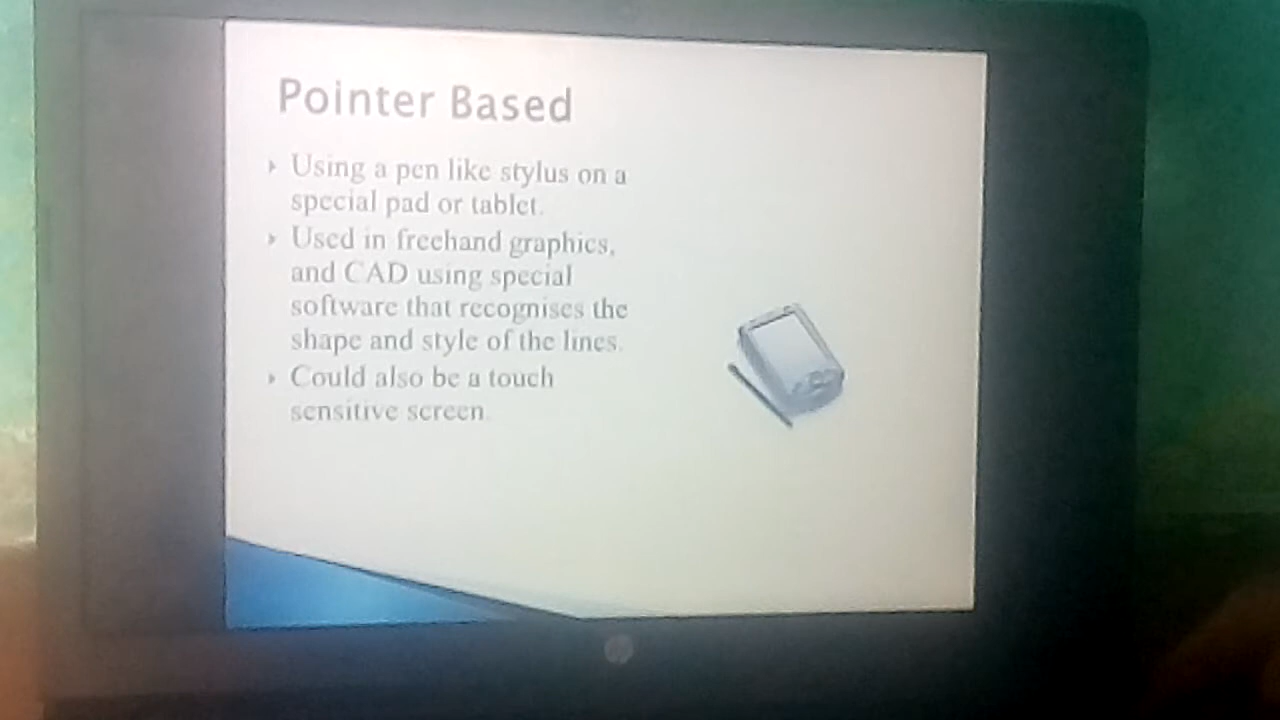 Pointer Based
Using a pen like stylus on a
special pad or tablet.
Used in freehand graphics,
and CAD using special
software that recognises the
shape and style of the lines.
Could also be a touch
sensitive screen.
hp